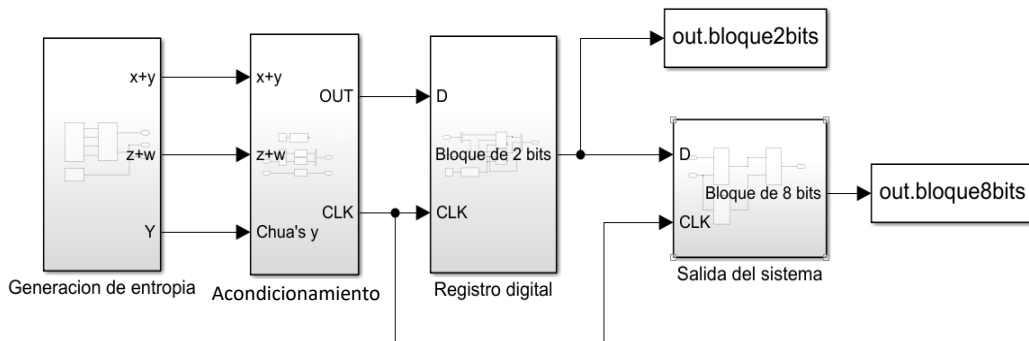 x+y
z+w
Y
Generacion de entropia
x+y
z+w
Chua's y
OUT
CLK
Acondicionamiento
D
CLK
Bloque de 2 bits
Registro digital
out.bloque2bits
D
CLK
Bloque de 8 bits
Salida del sistema
out.bloque8bits